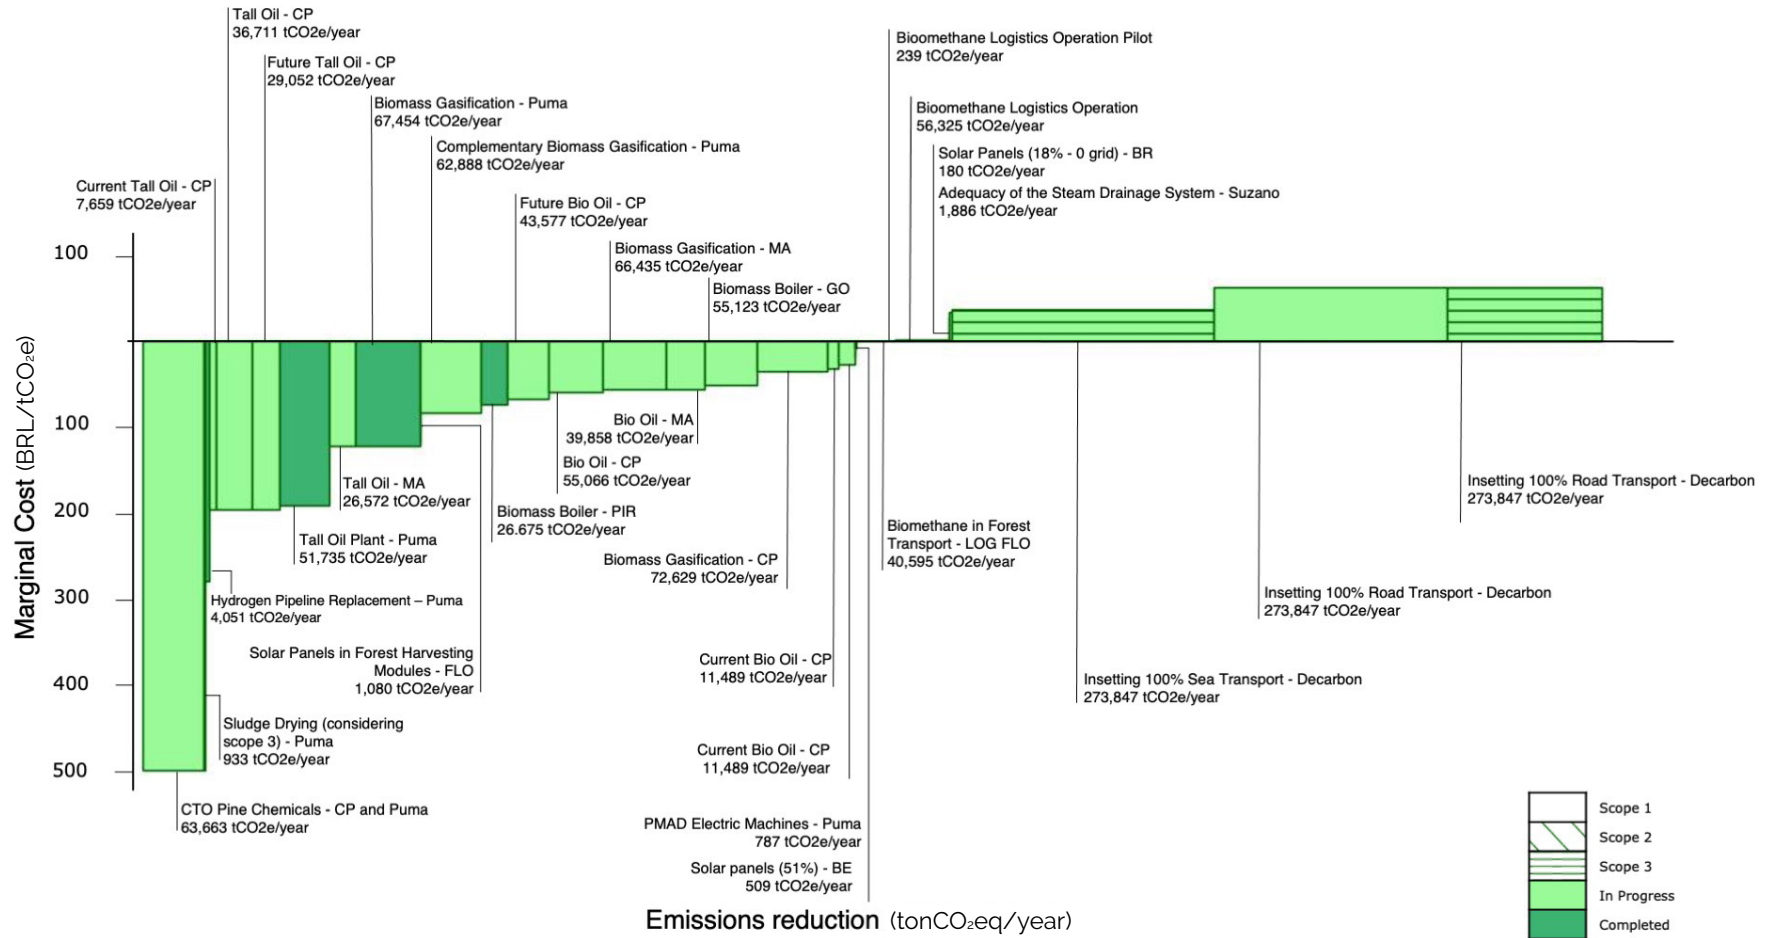 Tall Oil - CP
36,711 tCO2e/year
Future Tall Oil - CP
29,052 tCO2e/year
Biomass Gasification - Puma
67,454 tCO2e/year
Complementary Biomass Gasification - Puma
62,888 tCO2e/year
Current Tall Oil - CP
7,659 tCO2e/year
Future Bio Oil - CP
43,577 tCO2e/year
Biomass Gasification - MA
66,435 tCO2e/year
Biomass Boiler - GO
55,123 tCO2e/year
Bioomethane Logistics Operation Pilot
239 tCO2e/year
Bioomethane Logistics Operation
56,325 tCO2e/year
Solar Panels (18% - 0 grid) - BR
180 tCO2e/year
Adequacy of the Steam Drainage System - Suzano
1,886 tCO2e/year
100
100
200
300
400
500
Marginal Cost (BRL/tCO₂e)
Bio Oil - MA
39,858 tCO2e/year
Bio Oil - CP
55,066 tCO2e/year
Tall Oil - MA
26,572 tCO2e/year
Biomass Boiler - PIR
26.675 tCO2e/year
Tall Oil Plant - Puma
51,735 tCO2e/year
Biomass Gasification - CP
72,629 tCO2e/year
Biomethane in Forest
Transport - LOG FLO
40,595 tCO2e/year
Insetting 100% Road Transport - Decarbon
273,847 tCO2e/year
Insetting 100% Road Transport - Decarbon
273,847 tCO2e/year
Hydrogen Pipeline Replacement – Puma
4,051 tCO2e/year
Solar Panels in Forest Harvesting
Modules - FLO
1,080 tCO2e/year
Current Bio Oil - CP
11,489 tCO2e/year
Insetting 100% Sea Transport - Decarbon
273,847 tCO2e/year
Sludge Drying (considering
scope 3) - Puma
933 tCO2e/year
Current Bio Oil - CP
11,489 tCO2e/year
CTO Pine Chemicals - CP and Puma
63,663 tCO2e/year
PMAD Electric Machines - Puma
787 tCO2e/year
Solar panels (51%) - BE
509 tCO2e/year
Emissions reduction (tonCO₂eq/year)
Scope 1
Scope 2
Scope 3
In Progress
Completed